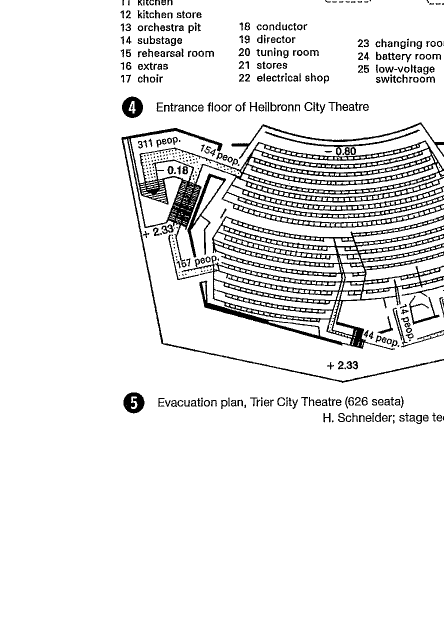 11 kitchen
12 kitchen store
13 orchestra pit
14 substage
15 rehearsal room
16 extras
17 choir
18 conductor
19 director
20 tuning room
21 stores
22 electrical shop
23 changing roo
24 battery room
25 low-voltage
switchroom
4 Entrance floor of Heilbronn City Theatre
311 peop.
154 peop.
– 0.80
– 0.18
+ 2.33
157 peop.
44 peop.
14 peop.
+ 2.33
5 Evacuation plan, Trier City Theatre (626 seata)
H. Schneider; stage tec